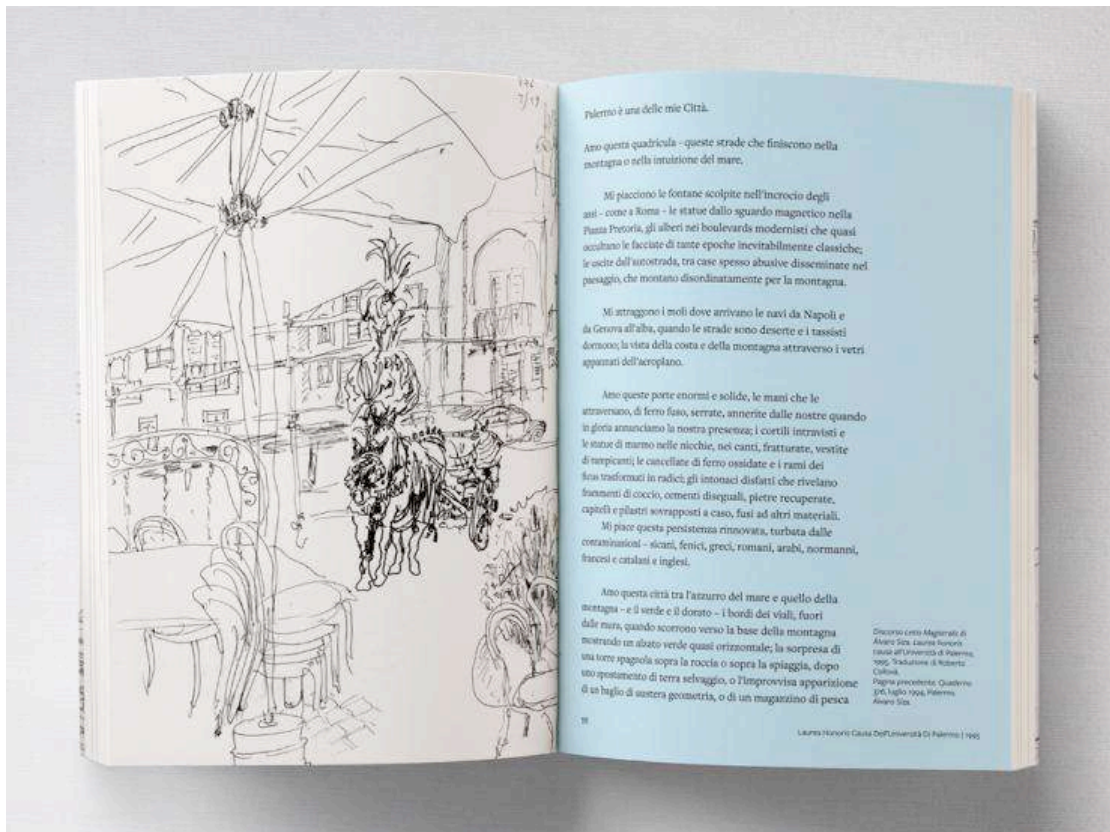 Palermo è una delle mie Città.
Amo questa quadricula – queste strade che finiscono nella
montagna o nella intuizione del mare.
Mi piacciono le fontane scolpite nell'incrocio degli
assi – come a Roma – le statue dallo sguardo magnetico nella
Piazza Pretoria, gli alberi nei boulevards modernisti che quasi
occultano le facciate di tante epoche inevitabilmente classiche;
le uscite dall'autostrada, tra case spesso abusive disseminate nel
paesaggio, che montano disordinatamente per la montagna.
Mi attraggono i moli dove arrivano le navi da Napoli e
da Genova all'alba, quando le strade sono deserte e i tassisti
dormono; la vista della costa e della montagna attraverso i vetri
appannati dell'aeroplano.
Amo queste porte enormi e solide, le mani che le
attraversano, di ferro fuso, serrate, annerite dalle nostre quando
in gloria annunciamo la nostra presenza; i cortili intravisti e
le statue di marmo nelle nicchie, nei canti, fratturate, vestite
di rampicanti; le cancellate di ferro ossidate e i rami dei
ficus trasformati in radici; gli intonaci disfatti che rivelano
frammenti di coccio, cementi diseguali, pietre recuperate,
capitelli e pilastri sovrapposti a caso, fusi ad altri materiali.
Mi piace questa persistenza rinnovata, turbata dalle
contaminazioni – sicani, fenici, greci, romani, arabi, normanni,
francesi e catalani e inglesi.
Amo questa città tra l'azzurro del mare e quello della
montagna – e il verde e il dorato – i bordi dei viali, fuori
dalle mura, quando scorrono verso la base della montagna
mostrando un alzato verde quasi orizzontale; la sorpresa di
una torre spagnola sopra la roccia o sopra la spiaggia, dopo
uno spostamento di terra selvaggio, o l'improvvisa apparizione
di un baglio di austera geometria, o di un magazzino di pesca
Discorso Lectio Magistralis di
Álvaro Siza. Laurea Honoris
causa all'Università di Palermo,
1995. Traduzione di Roberto
Collovà.
Pagina precedente: Quaderno
376, luglio 1994, Palermo.
Álvaro Siza.
Laurea Honoris Causa Dell'Università Di Palermo | 1995